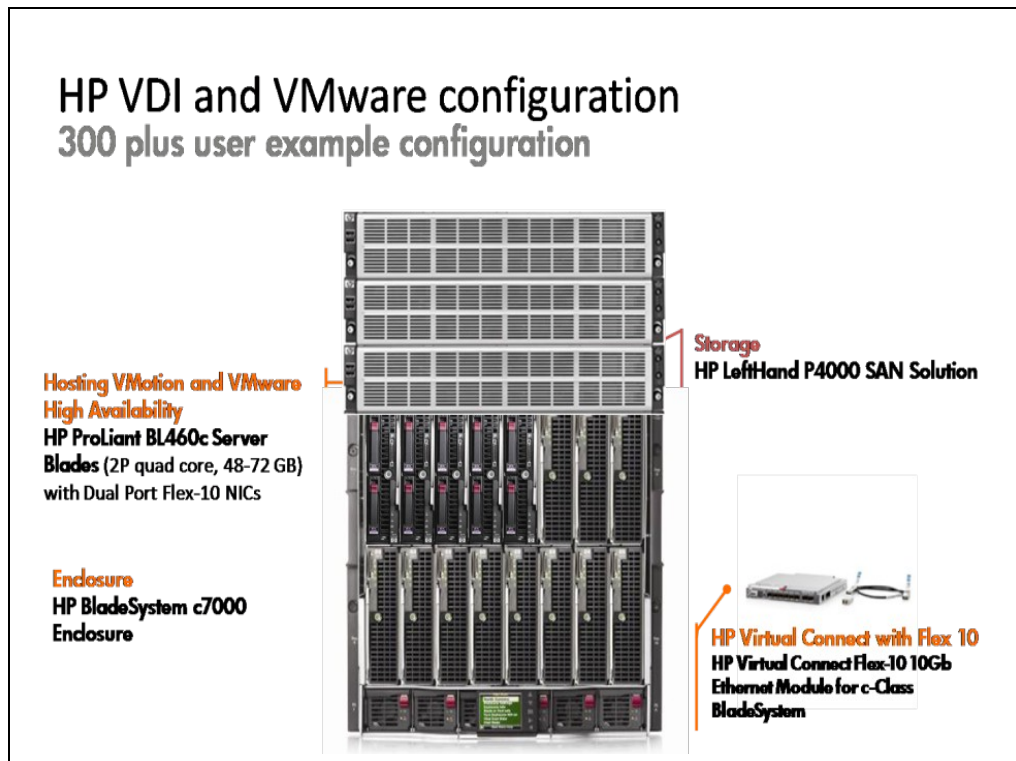 HP VDI and VMware configuration
300 plus user example configuration
Storage
HP LeftHand P4000 SAN Solution
Hosting VMotion and VMware
High Availability
HP ProLiant BL460c Server
Blades (2P quad core, 48-72 GB)
with Dual Port Flex-10 NICs
Enclosure
HP BladeSystem c7000
Enclosure
HP Virtual Connect with Flex 10
HP Virtual Connect Flex-10 10Gb
Ethernet Module for c-Class
BladeSystem